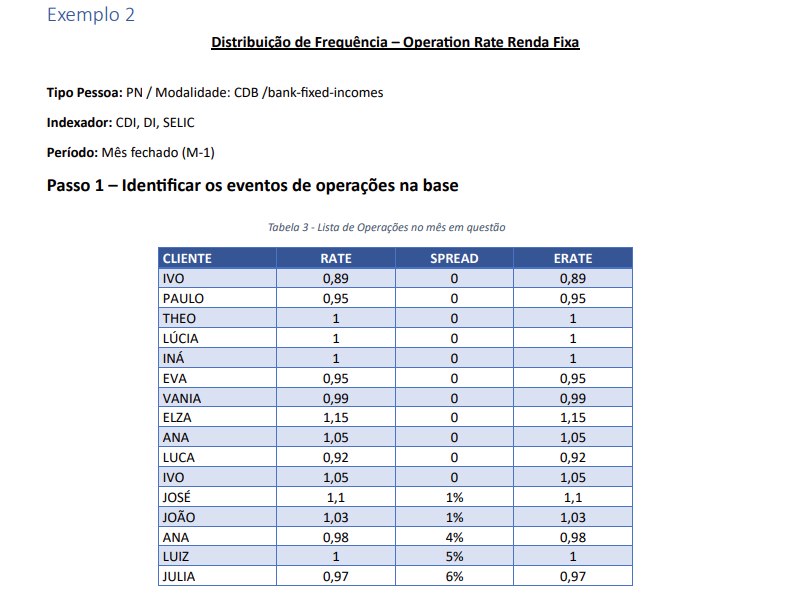 Exemplo 2
Distribuição de Frequência – Operation Rate Renda Fixa
Tipo Pessoa: PN / Modalidade: CDB /bank-fixed-incomes
Indexador: CDI, DI, SELIC
Período: Mês fechado (M-1)
Passo 1 – Identificar os eventos de operações na base
Tabela 3 - Lista de Operações no mês em questão
CLIENTE RATE SPREAD ERATE
IVO 0,89 0 0,89
PAULO 0,95 0 0,95
THEO 1 0 1
LÚCIA 1 0 1
INÁ 1 0 1
EVA 0,95 0 0,95
VANIA 0,99 0 0,99
ELZA 1,15 0 1,15
ANA 1,05 0 1,05
LUCA 0,92 0 0,92
IVO 1,05 0 1,05
JOSÉ 1,1 1% 1,1
JOÃO 1,03 1% 1,03
ANA 0,98 4% 0,98
LUIZ 1 5% 1
JULIA 0,97 6% 0,97